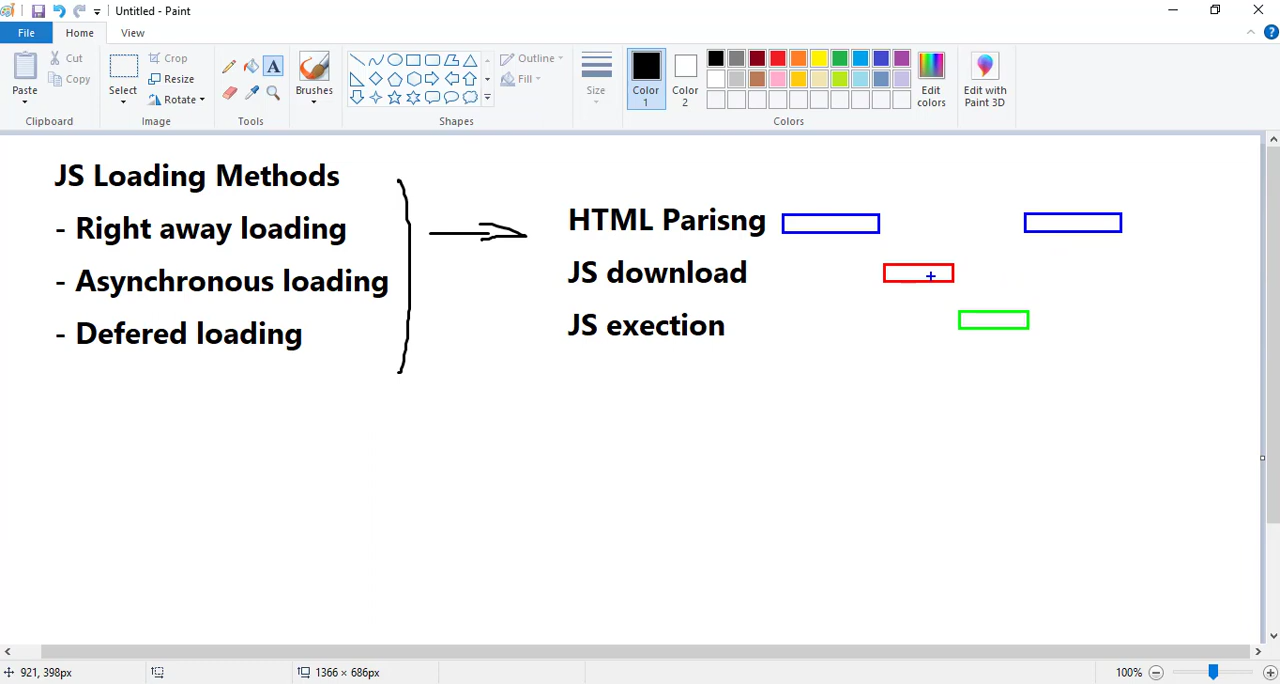 Untitled - Paint
File
Home
View
Paste
Cut
Copy
Clipboard
Select
Crop
Resize
Rotate
Image
A
Tools
Brushes
Outline
Fill
Shapes
Size
Color 1
Color 2
Edit colors
Colors
Edit with Paint 3D
JS Loading Methods
- Right away loading
- Asynchronous loading
- Defered loading
HTML Parisng
JS download
JS exection
921, 398px
1366 × 686px
100%